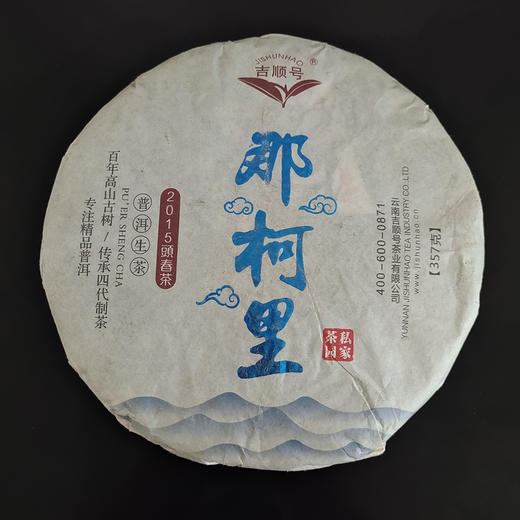 JISHUNHAO
吉顺号®
那柯里
2015頭春茶
普洱生茶
PU'ER SHENG CHA
百年高山古树 / 传承四代制茶
专注精品普洱
【357克】
www.jishunhao.cn
YUNNAN JISHUNHAO TEA INDUSTRY CO.,LTD
云南吉顺号茶业有限公司
400-600-0871
私家
茶园